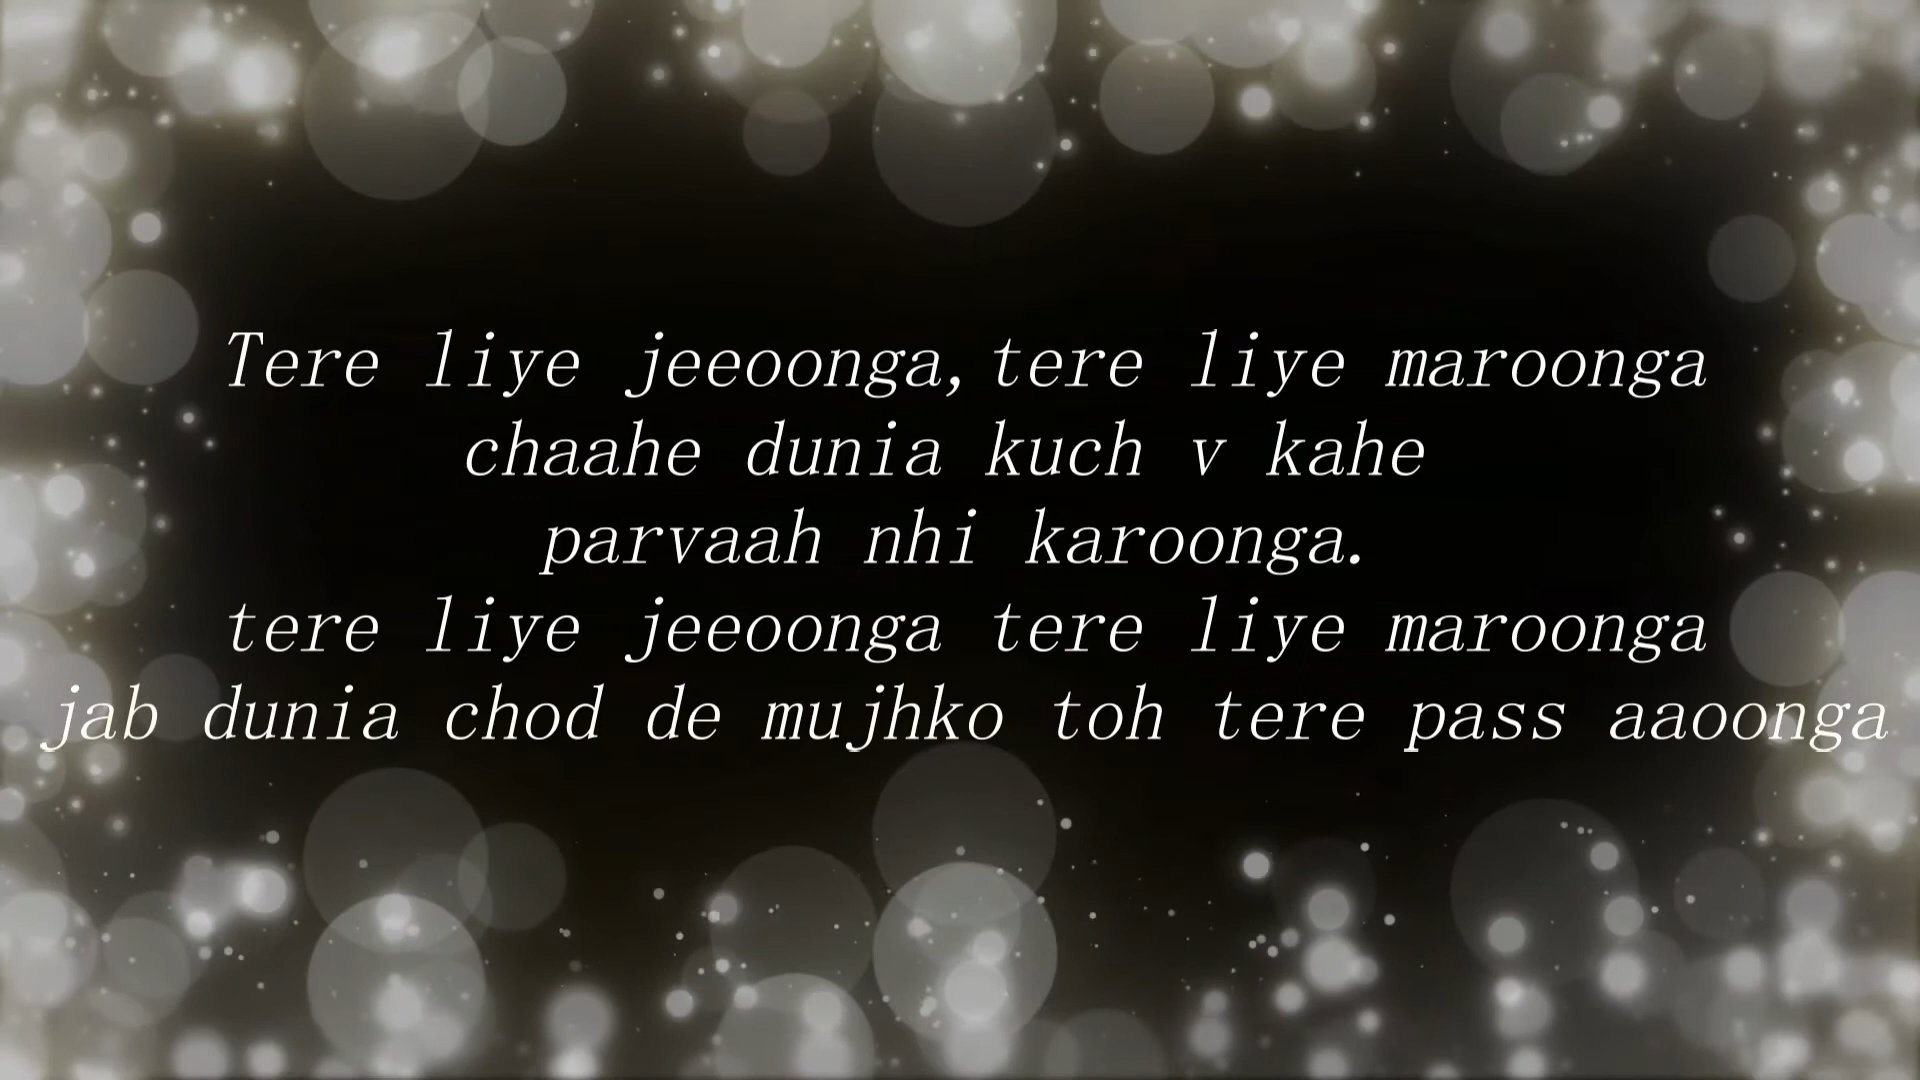 Tere liye jeeoonga,tere liye maroonga
chaahe dunia kuch v kahe
parvaah nhi karoonga.
tere liye jeeoonga tere liye maroonga
jab dunia chod de mujhko toh tere pass aaoonga